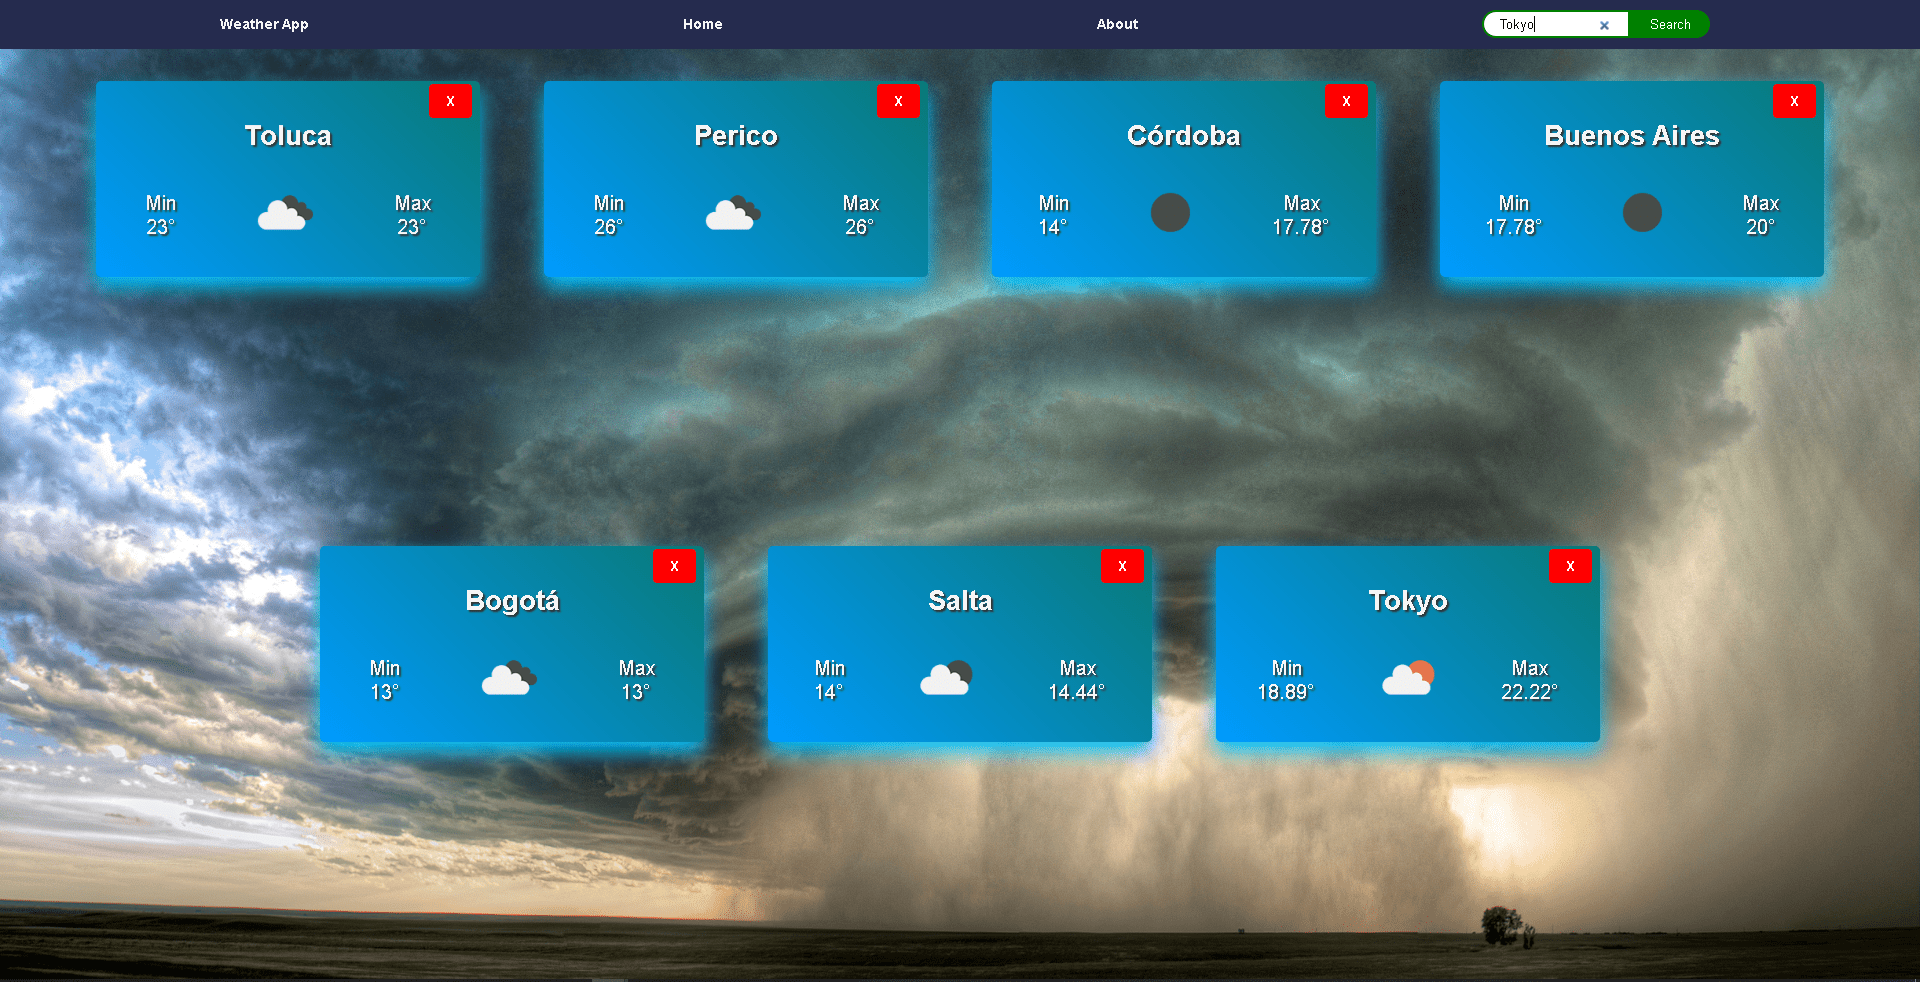 Weather App Home About Tokyo × Search
X X X X
Toluca Perico Córdoba Buenos Aires
Min Max Min Max Min Max Min Max
23° 23° 26° 26° 14° 17.78° 17.78° 20°
X X X
Bogotá Salta Tokyo
Min Max Min Max Min Max
13° 13° 14° 14.44° 18.89° 22.22°